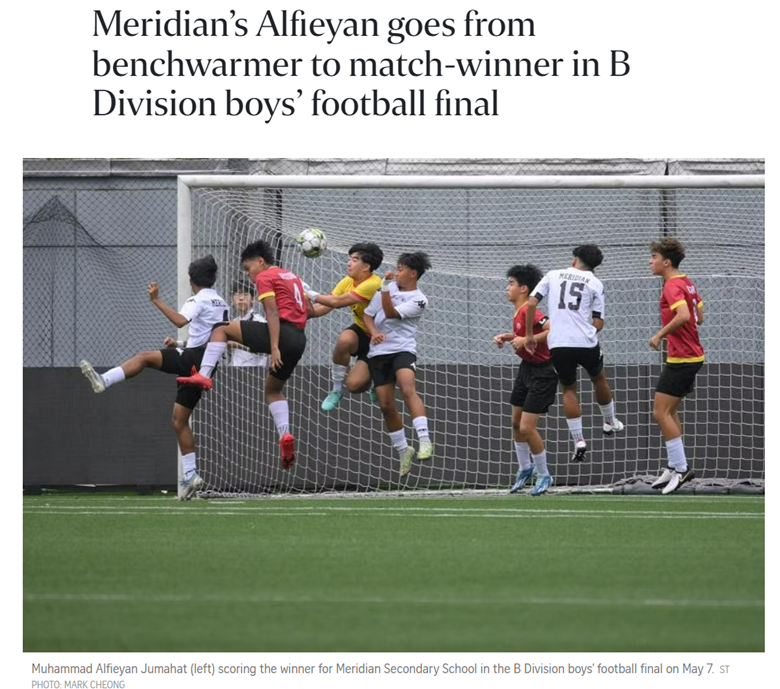 Meridian’s Alfieyan goes from
benchwarmer to match-winner in B
Division boys’ football final
4
MERIDIAN
15
Muhammad Alfieyan Jumahat (left) scoring the winner for Meridian Secondary School in the B Division boys' football final on May 7. ST
PHOTO: MARK CHEONG